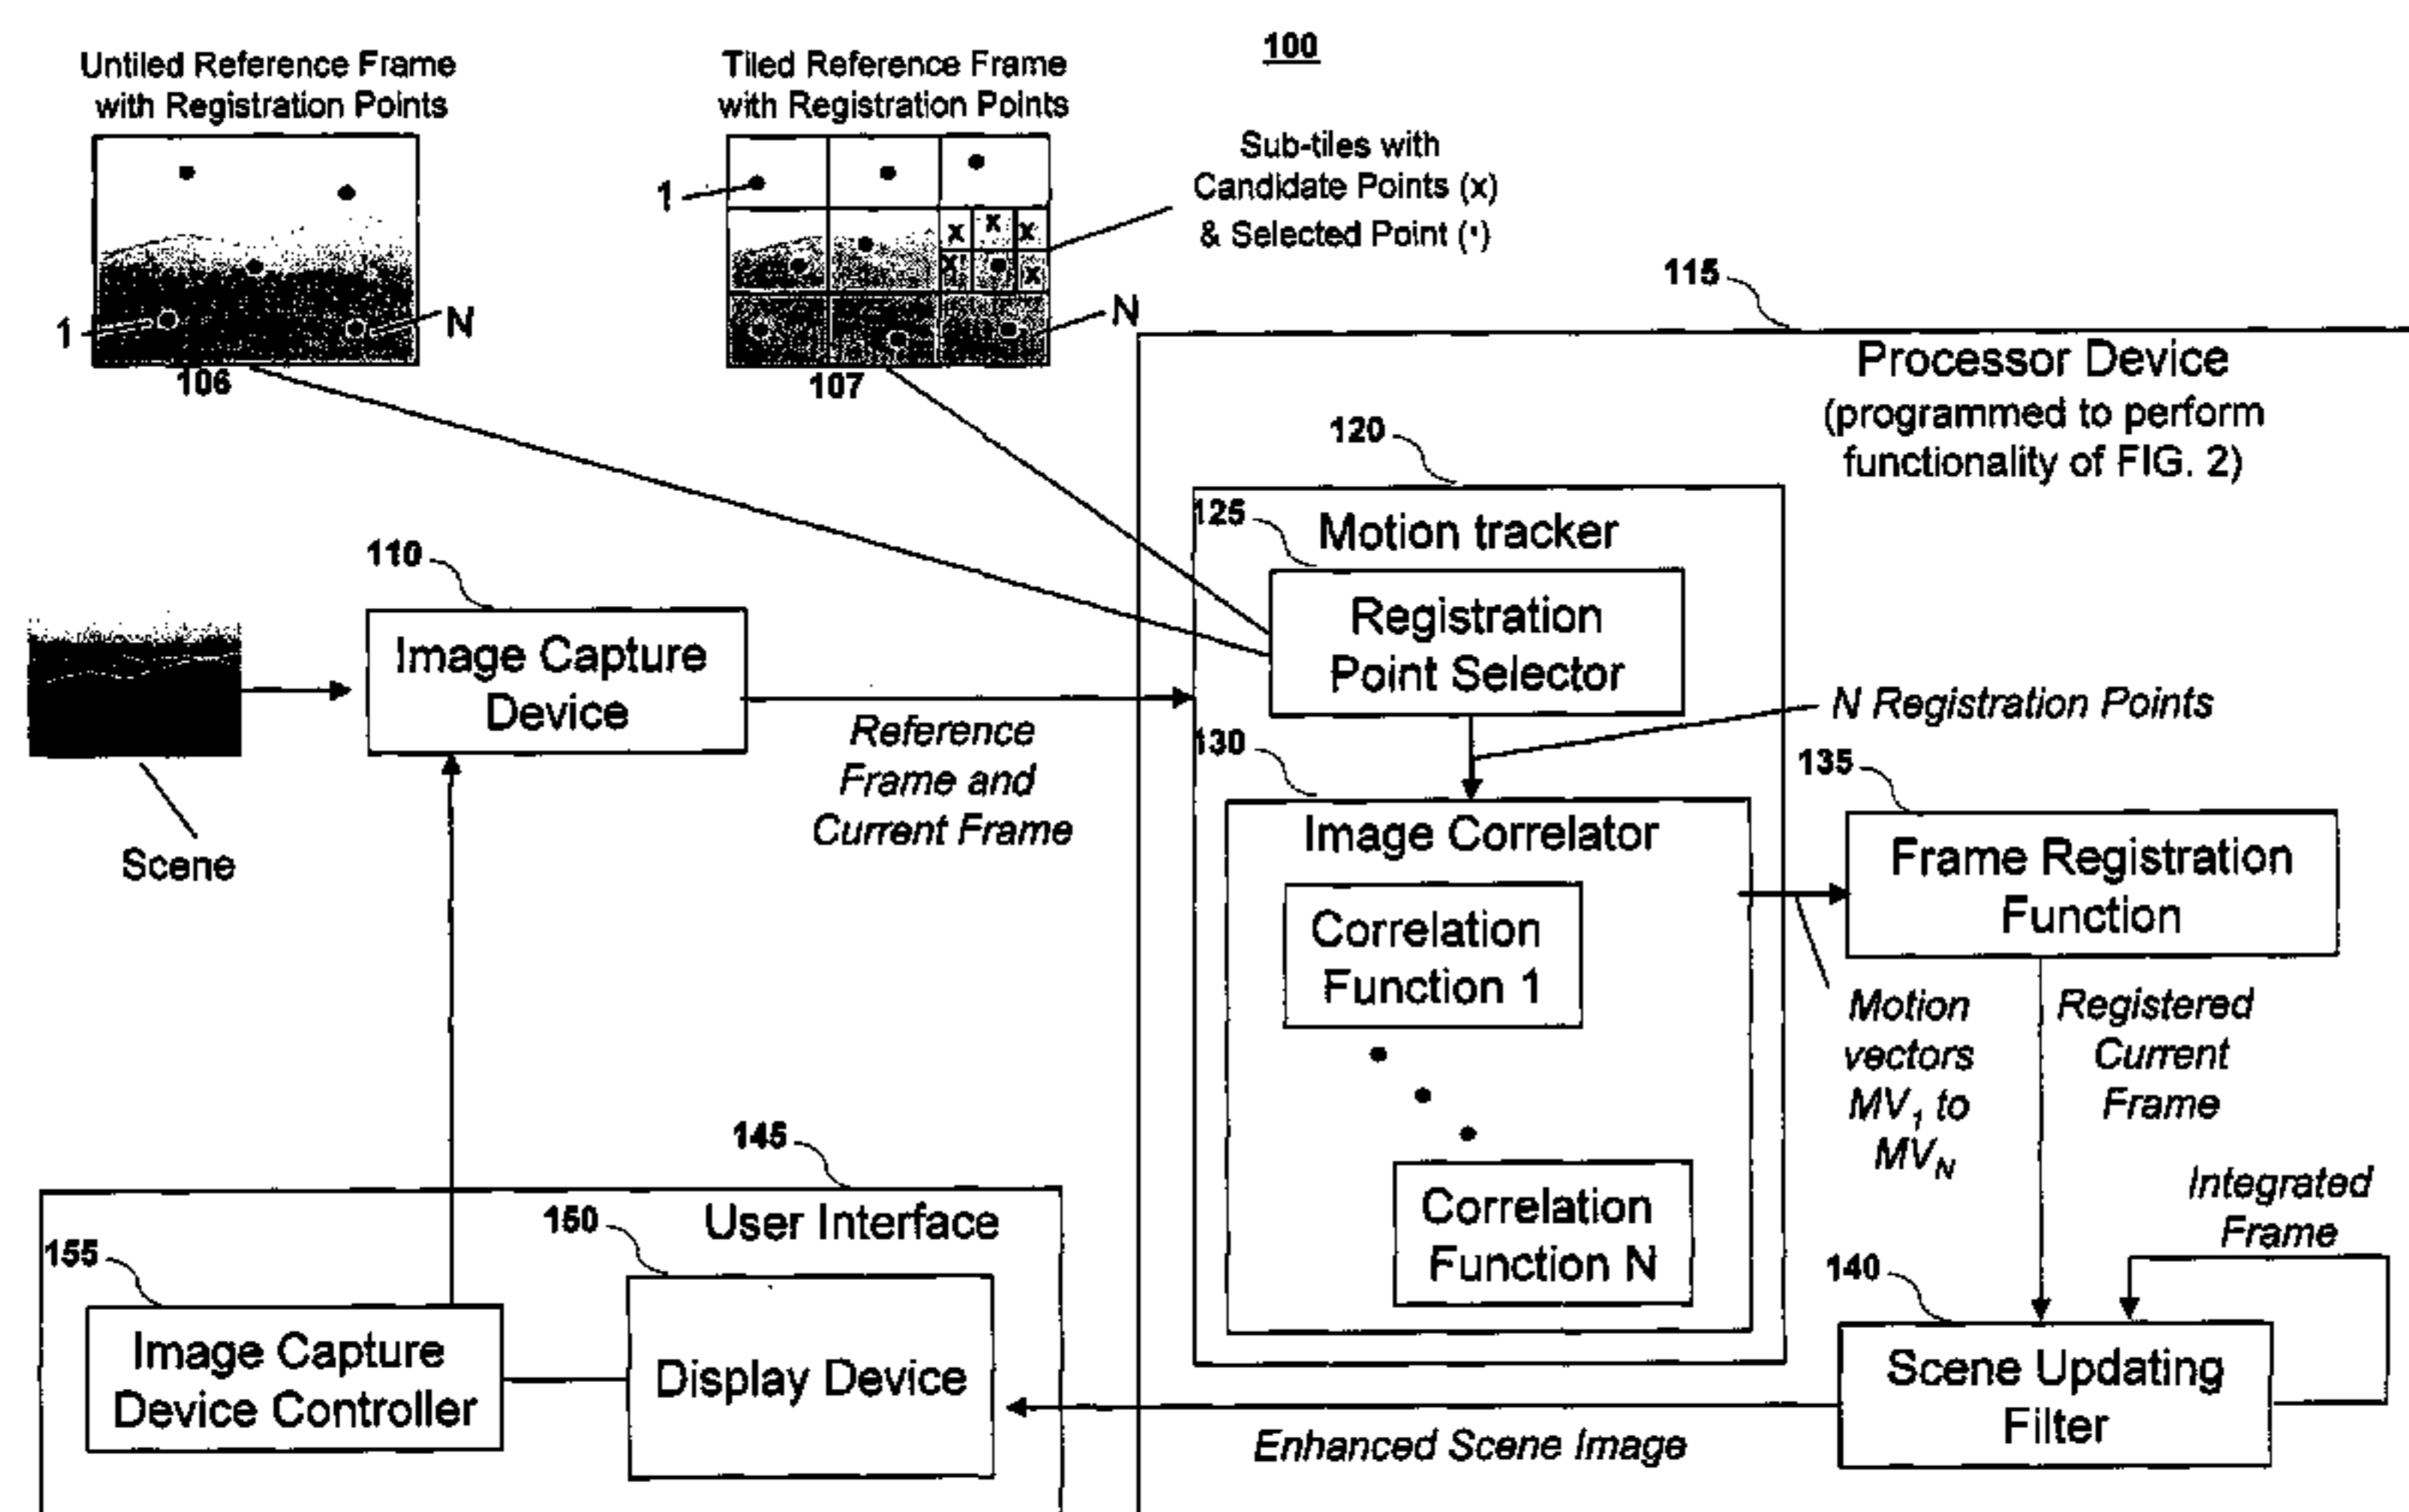 100
Untiled Reference Frame
with Registration Points
1
N
106
Tiled Reference Frame
with Registration Points
1
x x x
x x
N
107
Sub-tiles with
Candidate Points (x)
& Selected Point (•)
115
Processor Device
(programmed to perform
functionality of FIG. 2)
120
Motion tracker
125
Registration
Point Selector
N Registration Points
110
Image Capture
Device
Scene
Reference
Frame and
Current Frame
130
Image Correlator
Correlation
Function 1
Correlation
Function N
135
Frame Registration
Function
Motion
vectors
MV1 to
MVN
Registered
Current
Frame
Integrated
Frame
140
Scene Updating
Filter
Enhanced Scene Image
145
User Interface
150
Display Device
155
Image Capture
Device Controller